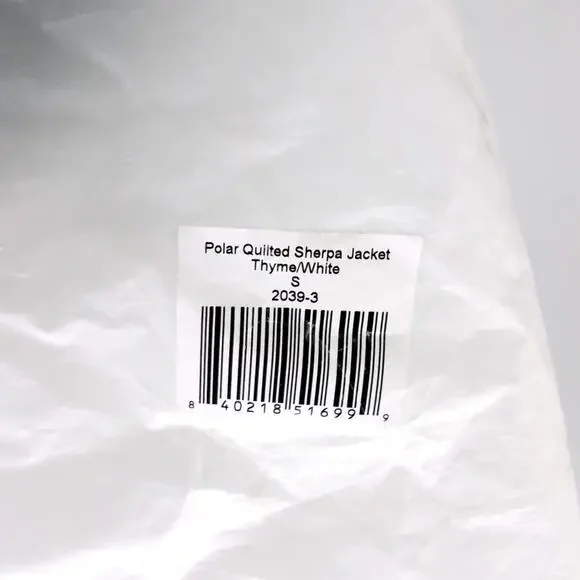 Polar Quilted Sherpa Jacket
Thyme/White
S
2039-3
8 40218 51699 9